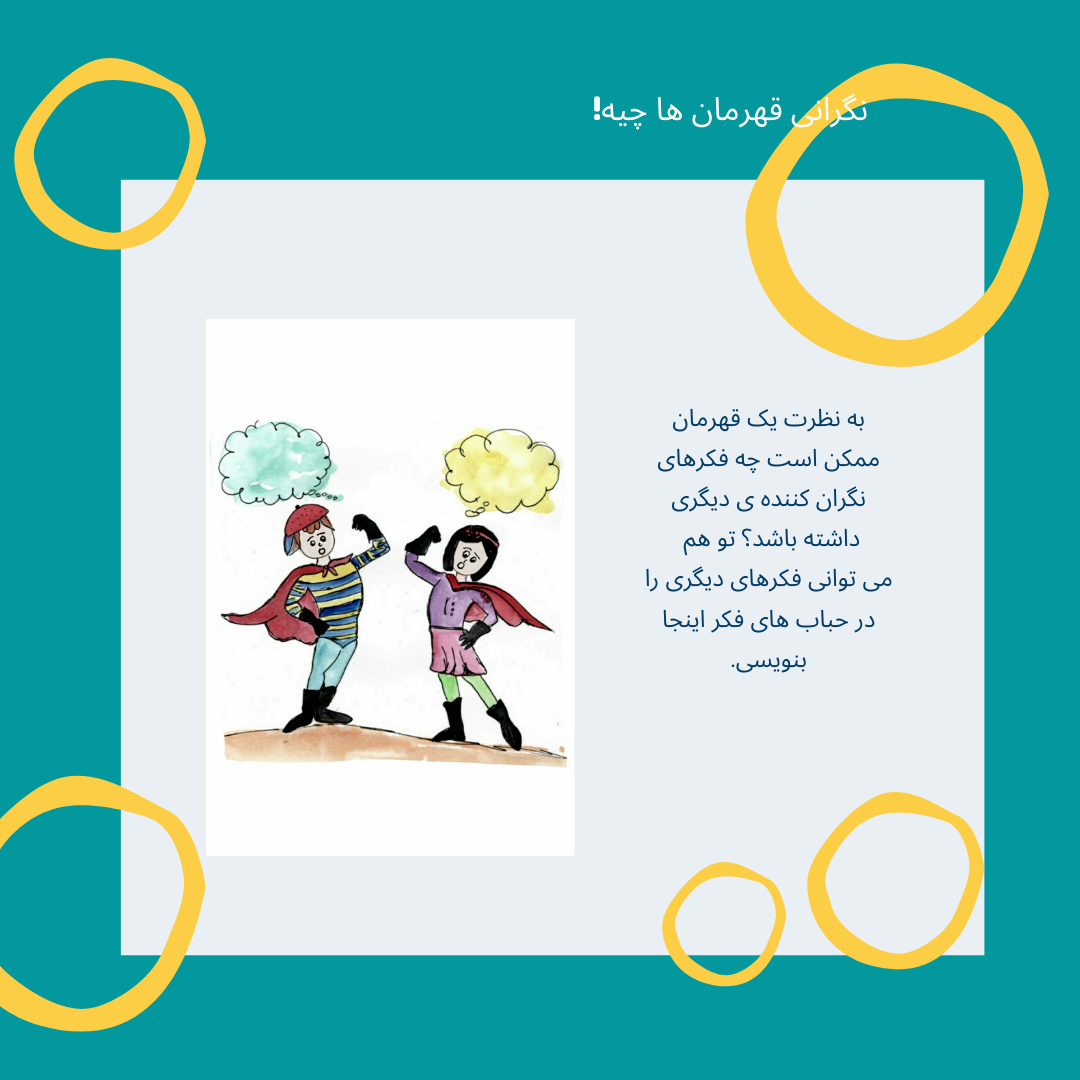 نگرانی قهرمان ها چیه!
به نظرت یک قهرمان
ممکن است چه فکرهای
نگران کننده ی دیگری
داشته باشد؟ تو هم
می توانی فکرهای دیگری را
در حباب های فکر اینجا
بنویسی.